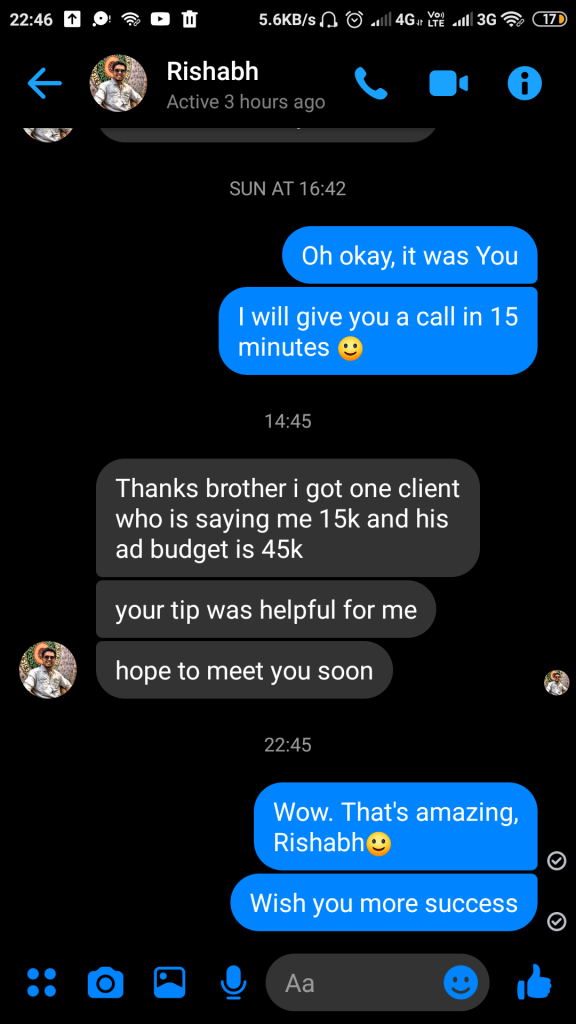 22:46 5.6KB/s 4G Vo) LTE 3G 17
Rishabh
Active 3 hours ago
SUN AT 16:42
Oh okay, it was You
I will give you a call in 15
minutes 🙂
14:45
Thanks brother i got one client
who is saying me 15k and his
ad budget is 45k
your tip was helpful for me
hope to meet you soon
22:45
Wow. That's amazing,
Rishabh🙂
Wish you more success
Aa